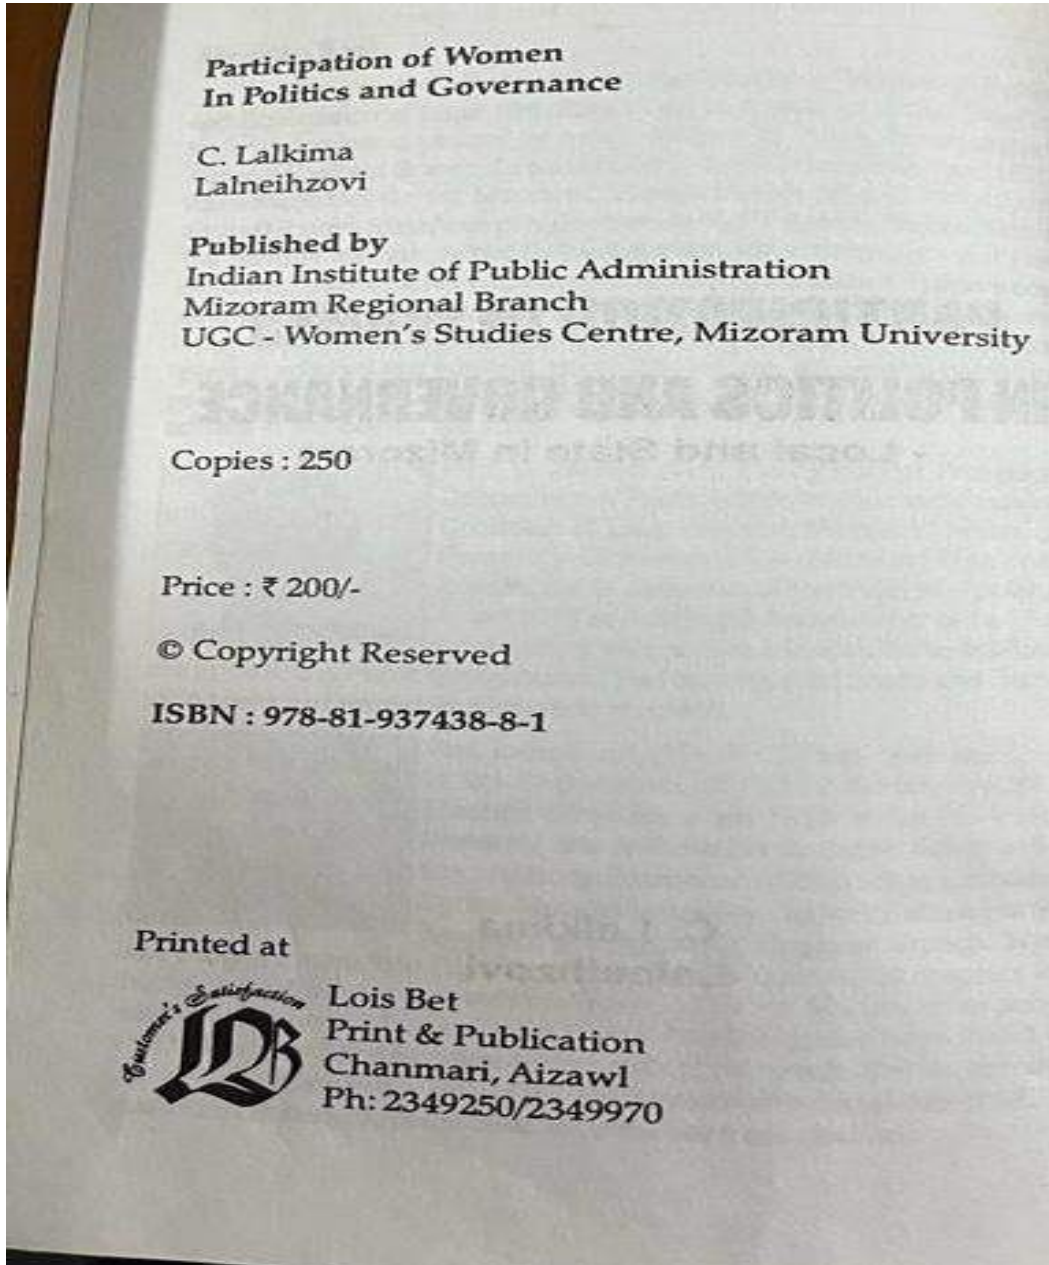 Participation of Women
In Politics and Governance
C. Lalkima
Lalneihzovi
Published by
Indian Institute of Public Administration
Mizoram Regional Branch
UGC - Women's Studies Centre, Mizoram University
Copies : 250
Price : ₹ 200/-
© Copyright Reserved
ISBN : 978-81-937438-8-1
Printed at
Customer's Satisfaction
LB
Lois Bet
Print & Publication
Chanmari, Aizawl
Ph: 2349250/2349970